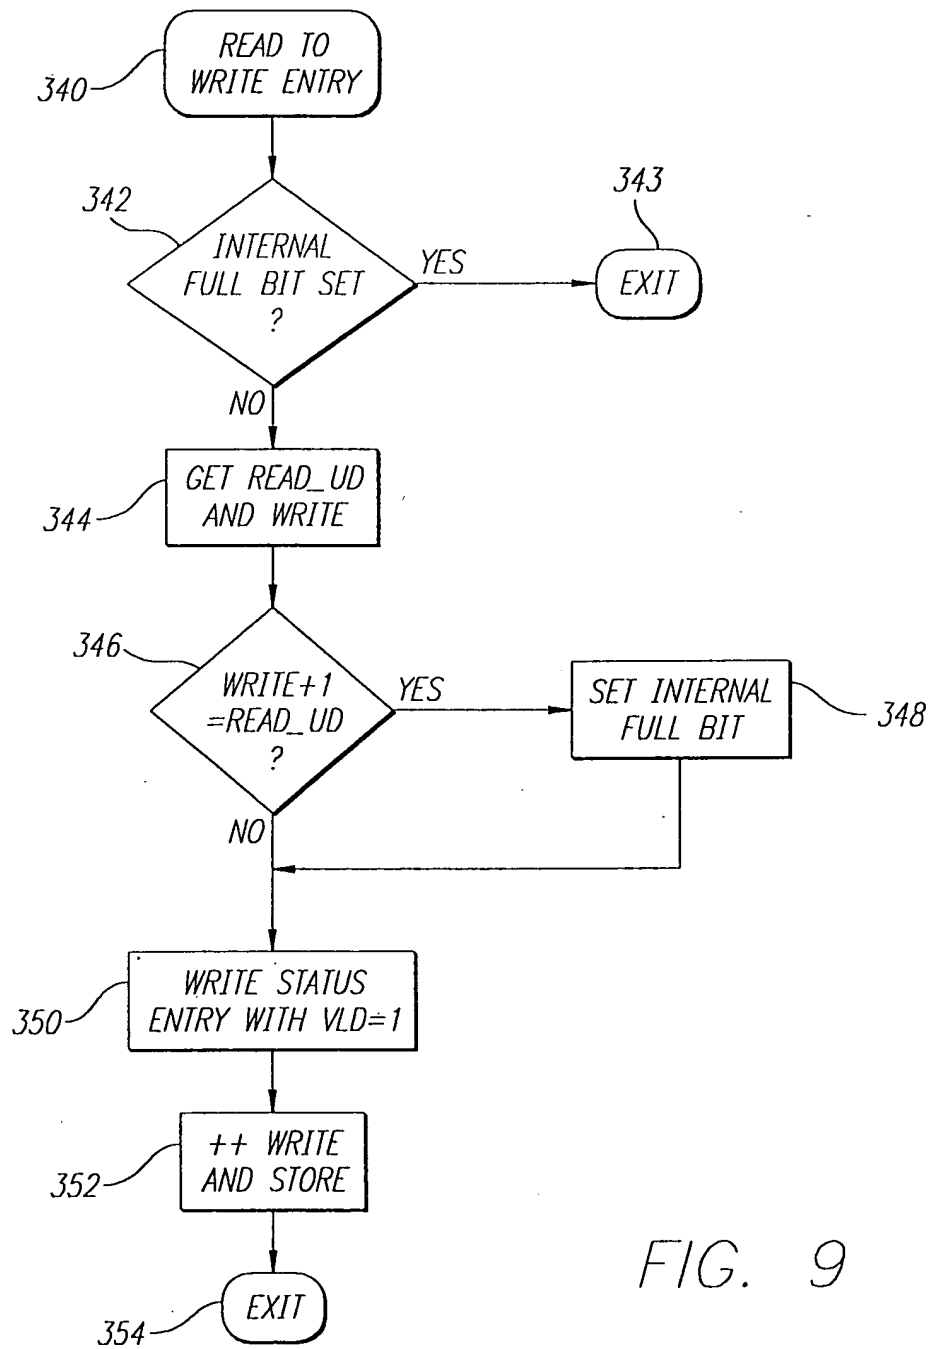 READ TO
WRITE ENTRY
340
342
343
INTERNAL
FULL BIT SET
?
YES
EXIT
NO
GET READ_UD
AND WRITE
344
346
WRITE+1
=READ_UD
?
YES
SET INTERNAL
FULL BIT
348
NO
WRITE STATUS
ENTRY WITH VLD=1
350
++ WRITE
AND STORE
352
EXIT
354
FIG. 9